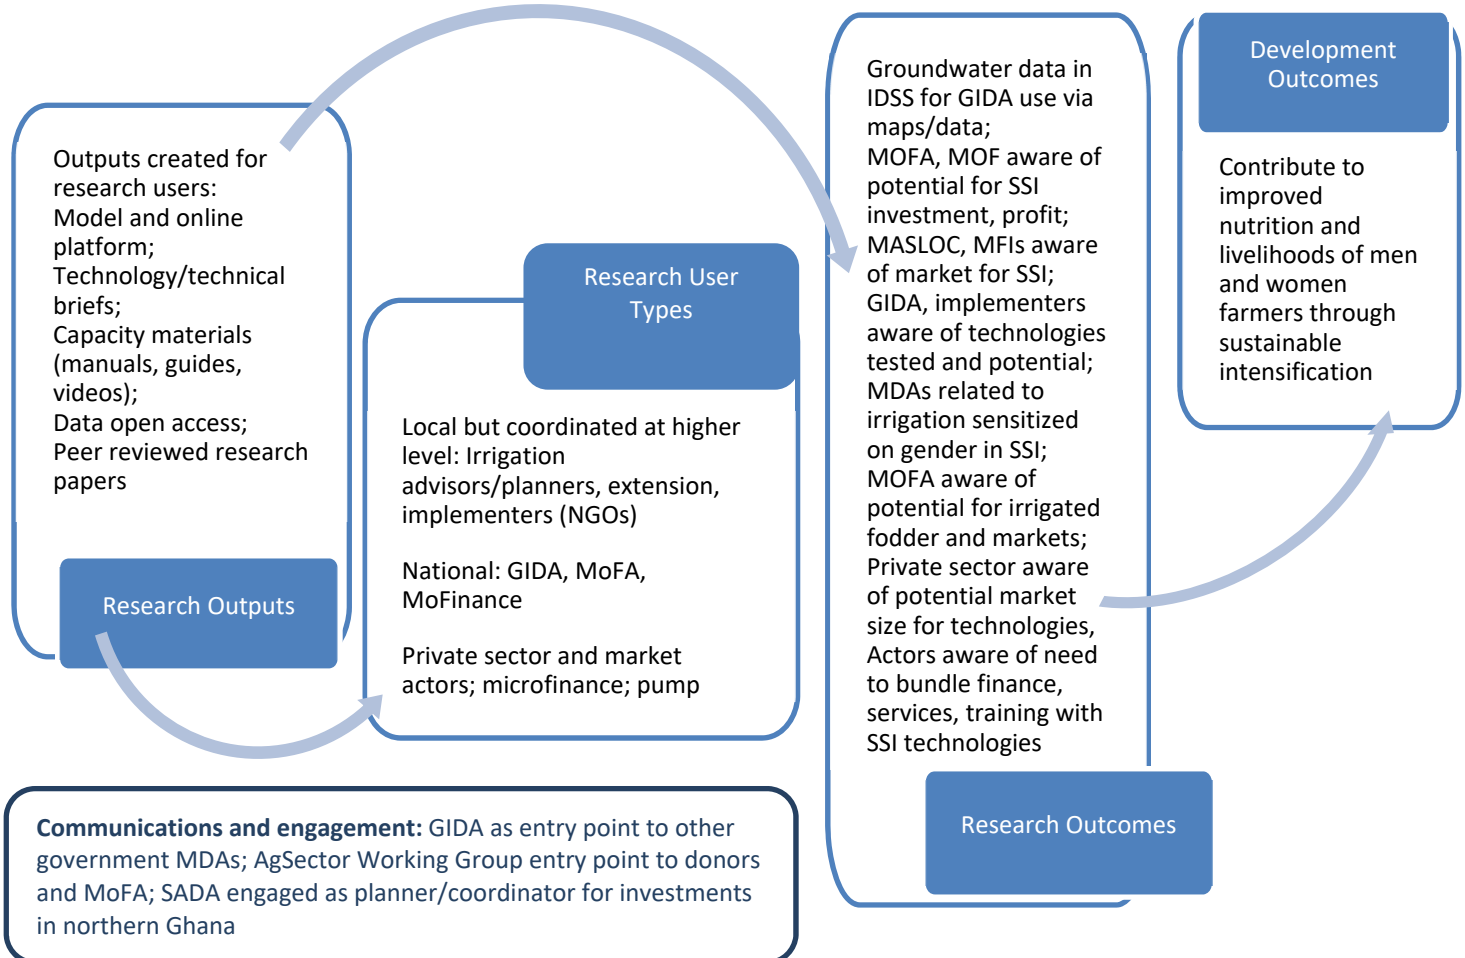 Outputs created for
research users:
Model and online
platform;
Technology/technical
briefs;
Capacity materials
(manuals, guides,
videos);
Data open access;
Peer reviewed research
papers
Research Outputs
Research User
Types
Local but coordinated at higher
level: Irrigation
advisors/planners, extension,
implementers (NGOs)
National: GIDA, MoFA,
MoFinance
Private sector and market
actors; microfinance; pump
Groundwater data in
IDSS for GIDA use via
maps/data;
MOFA, MOF aware of
potential for SSI
investment, profit;
MASLOC, MFIs aware
of market for SSI;
GIDA, implementers
aware of technologies
tested and potential;
MDAs related to
irrigation sensitized
on gender in SSI;
MOFA aware of
potential for irrigated
fodder and markets;
Private sector aware
of potential market
size for technologies,
Actors aware of need
to bundle finance,
services, training with
SSI technologies
Research Outcomes
Development
Outcomes
Contribute to
improved
nutrition and
livelihoods of men
and women
farmers through
sustainable
intensification
Communications and engagement: GIDA as entry point to other
government MDAs; AgSector Working Group entry point to donors
and MoFA; SADA engaged as planner/coordinator for investments
in northern Ghana